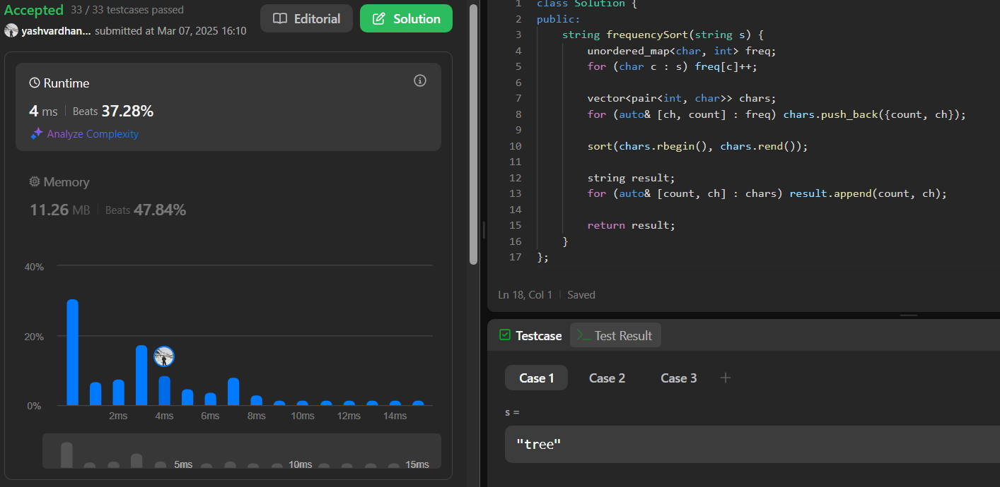 Accepted 33 / 33 testcases passed
yashvardhan... submitted at Mar 07, 2025 16:10
Editorial
Solution
Runtime
4 ms Beats 37.28%
Analyze Complexity
Memory
11.26 MB Beats 47.84%
40%
20%
0%
2ms 4ms 6ms 8ms 10ms 12ms 14ms
5ms 10ms 15ms
1 class Solution {
2 public:
3     string frequencySort(string s) {
4         unordered_map<char, int> freq;
5         for (char c : s) freq[c]++;
6
7         vector<pair<int, char>> chars;
8         for (auto& [ch, count] : freq) chars.push_back({count, ch});
9
10         sort(chars.rbegin(), chars.rend());
11
12         string result;
13         for (auto& [count, ch] : chars) result.append(count, ch);
14
15         return result;
16     }
17 };
Ln 18, Col 1 Saved
Testcase >_ Test Result
Case 1 Case 2 Case 3 +
s =
"tree"